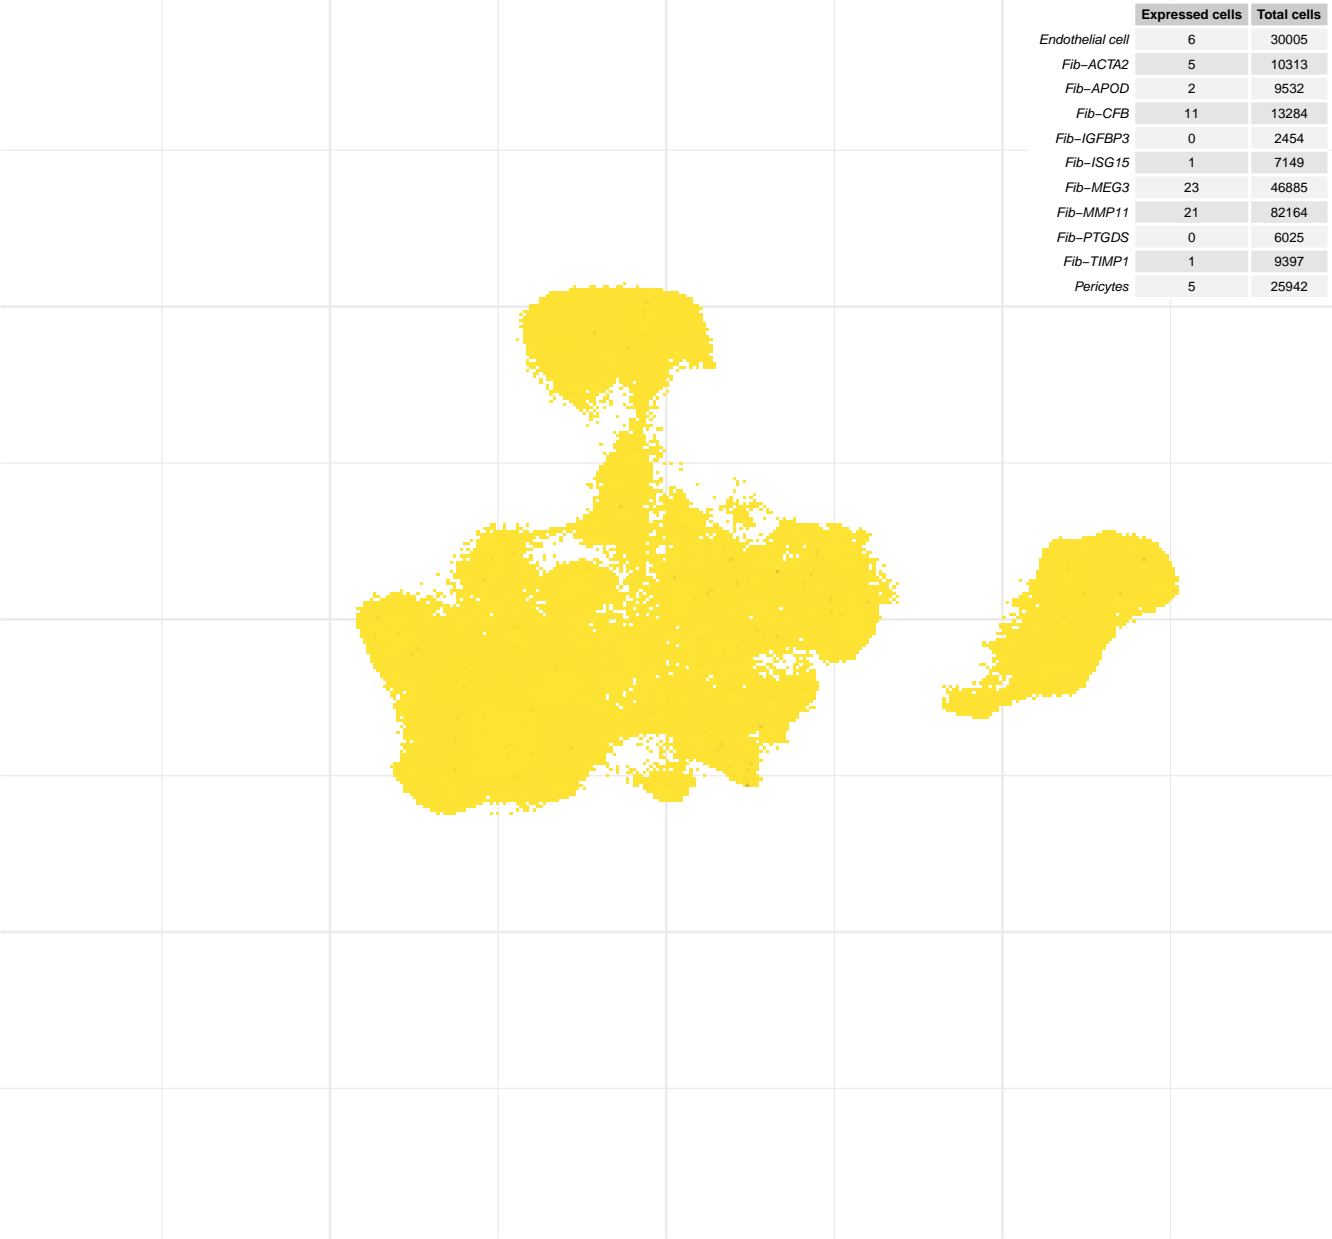 Expressed cells Total cells
Endothelial cell 6 30005
Fib−ACTA2 5 10313
Fib−APOD 2 9532
Fib−CFB 11 13284
Fib−IGFBP3 0 2454
Fib−ISG15 1 7149
Fib−MEG3 23 46885
Fib−MMP11 21 82164
Fib−PTGDS 0 6025
Fib−TIMP1 1 9397
Pericytes 5 25942